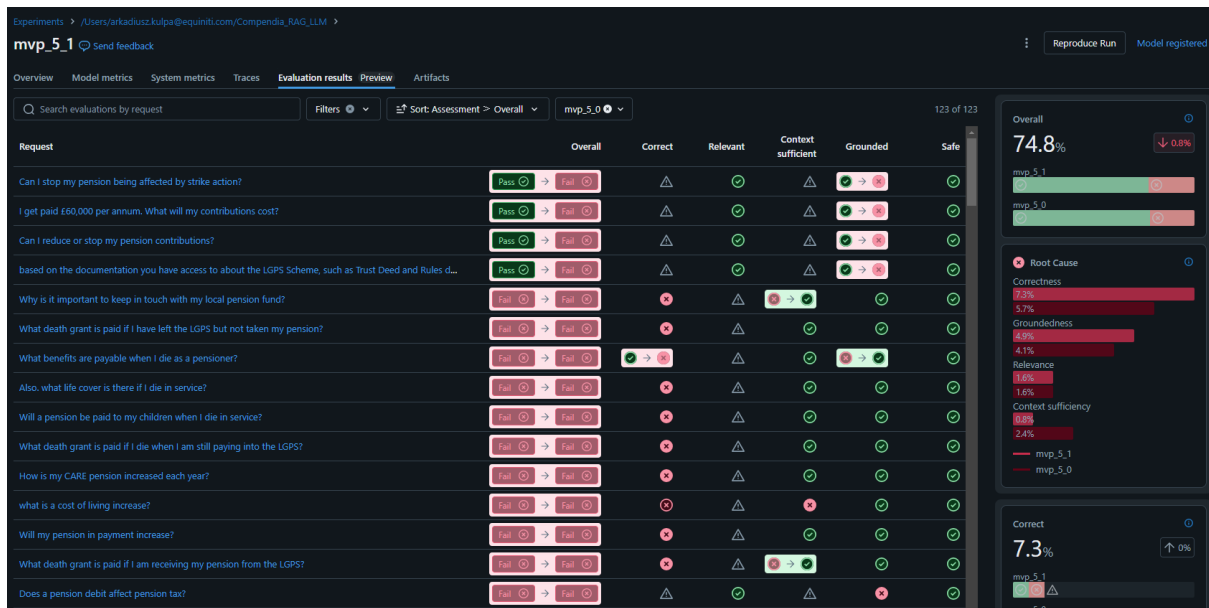 Experiments > /Users/arkadiusz.kulpa@equiniti.com/Compendia_RAG_LLM >
mvp_5_1 Send feedback
Reproduce Run Model registered
Overview Model metrics System metrics Traces Evaluation results Preview Artifacts
Search evaluations by request Filters Sort: Assessment > Overall mvp_5_0 123 of 123
Request Overall Correct Relevant Context sufficient Grounded Safe
Can I stop my pension being affected by strike action? Pass → Fail
I get paid £60,000 per annum. What will my contributions cost? Pass → Fail
Can I reduce or stop my pension contributions? Pass → Fail
based on the documentation you have access to about the LGPS Scheme, such as Trust Deed and Rules d... Pass → Fail
Why is it important to keep in touch with my local pension fund? Fail → Fail
What death grant is paid if I have left the LGPS but not taken my pension? Fail → Fail
What benefits are payable when I die as a pensioner? Fail → Fail
Also. what life cover is there if I die in service? Fail → Fail
Will a pension be paid to my children when I die in service? Fail → Fail
What death grant is paid if I die when I am still paying into the LGPS? Fail → Fail
How is my CARE pension increased each year? Fail → Fail
what is a cost of living increase? Fail → Fail
Will my pension in payment increase? Fail → Fail
What death grant is paid if I am receiving my pension from the LGPS? Fail → Fail
Does a pension debit affect pension tax? Fail → Fail
Overall
74.8% ↓ 0.8%
mvp_5_1
mvp_5_0
Root Cause
Correctness
7.3%
5.7%
Groundedness
4.9%
4.1%
Relevance
1.6%
1.6%
Context sufficiency
0.8%
2.4%
mvp_5_1
mvp_5_0
Correct
7.3% ↑ 0%
mvp_5_1